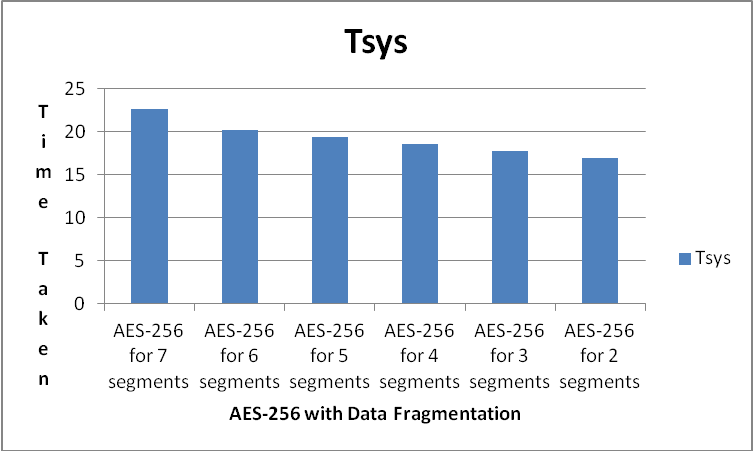 Tsys
Time Taken
25
20
15
10
5
0
AES-256 for 7 segments
AES-256 for 6 segments
AES-256 for 5 segments
AES-256 for 4 segments
AES-256 for 3 segments
AES-256 for 2 segments
AES-256 with Data Fragmentation
Tsys